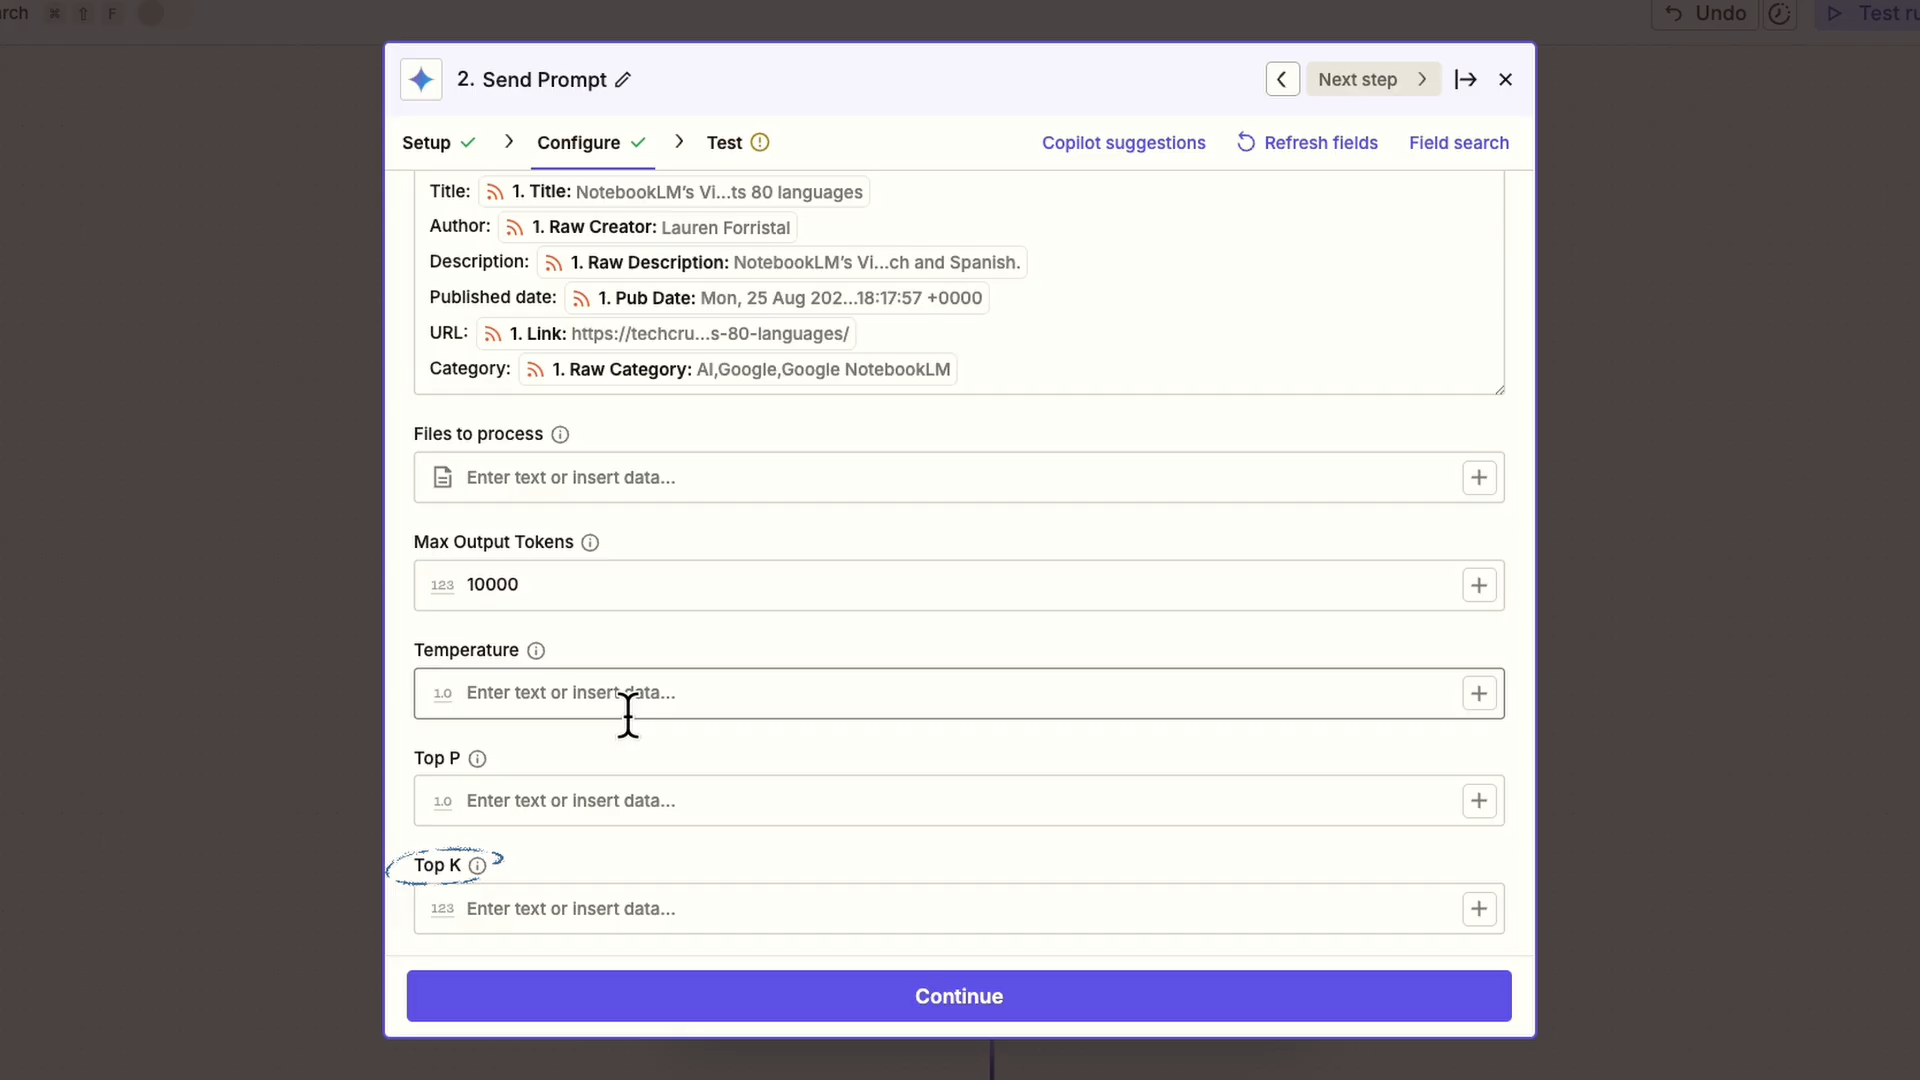 rch ⌘ ⇧ F
Undo
Test ru
2. Send Prompt
Next step
Setup
Configure
Test
Copilot suggestions
Refresh fields
Field search
Title: 1. Title: NotebookLM’s Vi...ts 80 languages
Author: 1. Raw Creator: Lauren Forristal
Description: 1. Raw Description: NotebookLM’s Vi...ch and Spanish.
Published date: 1. Pub Date: Mon, 25 Aug 202...18:17:57 +0000
URL: 1. Link: https://techcru...s-80-languages/
Category: 1. Raw Category: AI,Google,Google NotebookLM
Files to process
Enter text or insert data...
Max Output Tokens
123 10000
Temperature
1.0 Enter text or insert data...
Top P
1.0 Enter text or insert data...
Top K
123 Enter text or insert data...
Continue